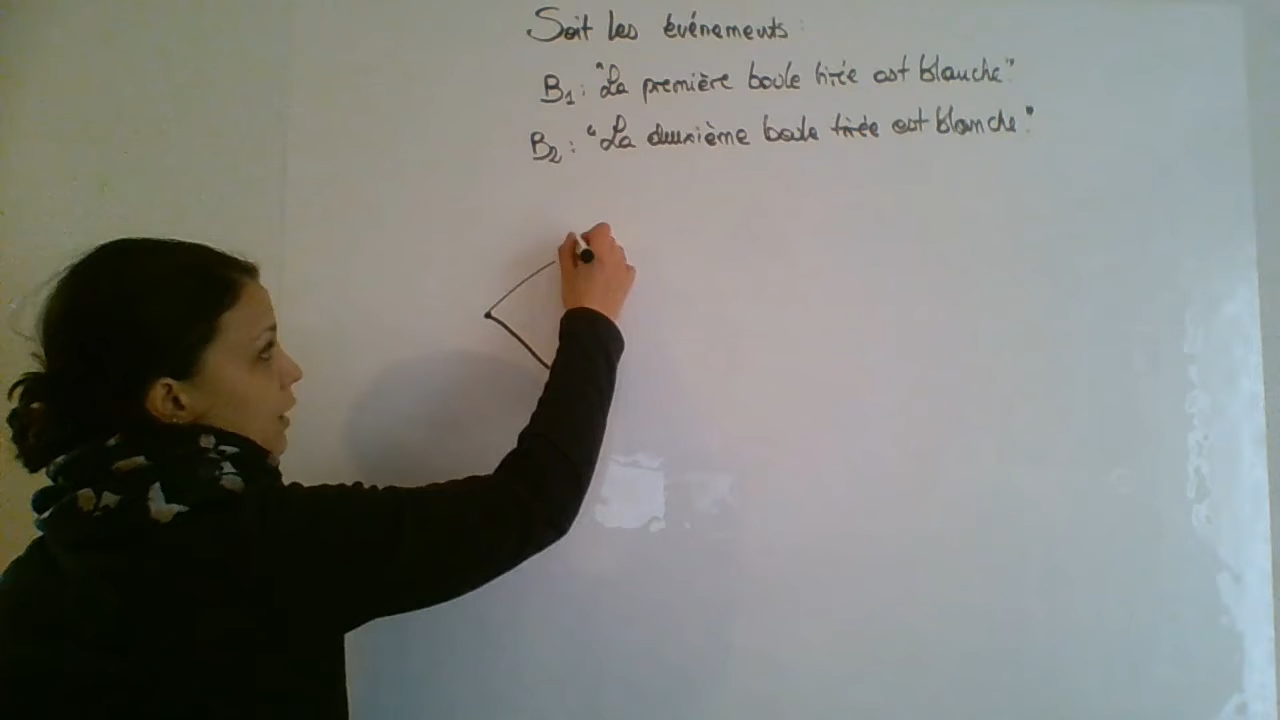 Soit les événements :
B1 : "La première boule tirée est blanche"
B2 : "La deuxième boule tirée est blanche"